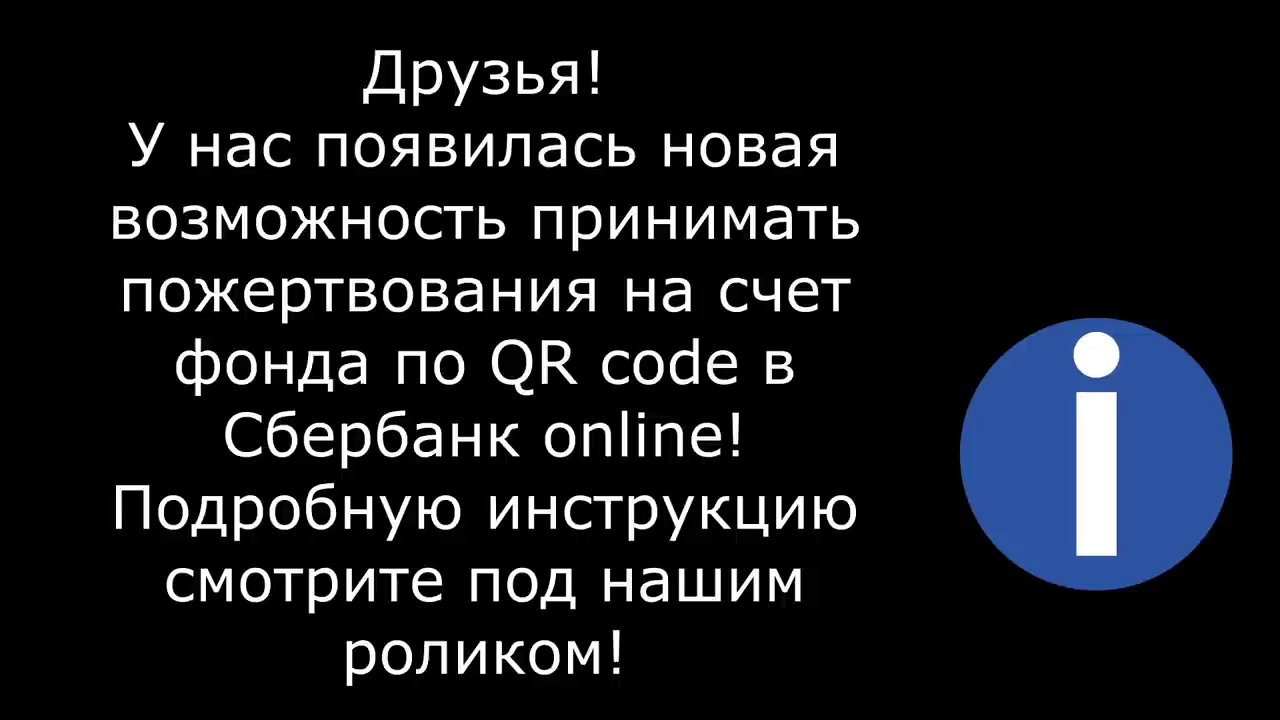 Друзья!
У нас появилась новая
возможность принимать
пожертвования на счет
фонда по QR code в
Сбербанк online!
Подробную инструкцию
смотрите под нашим
роликом!
i